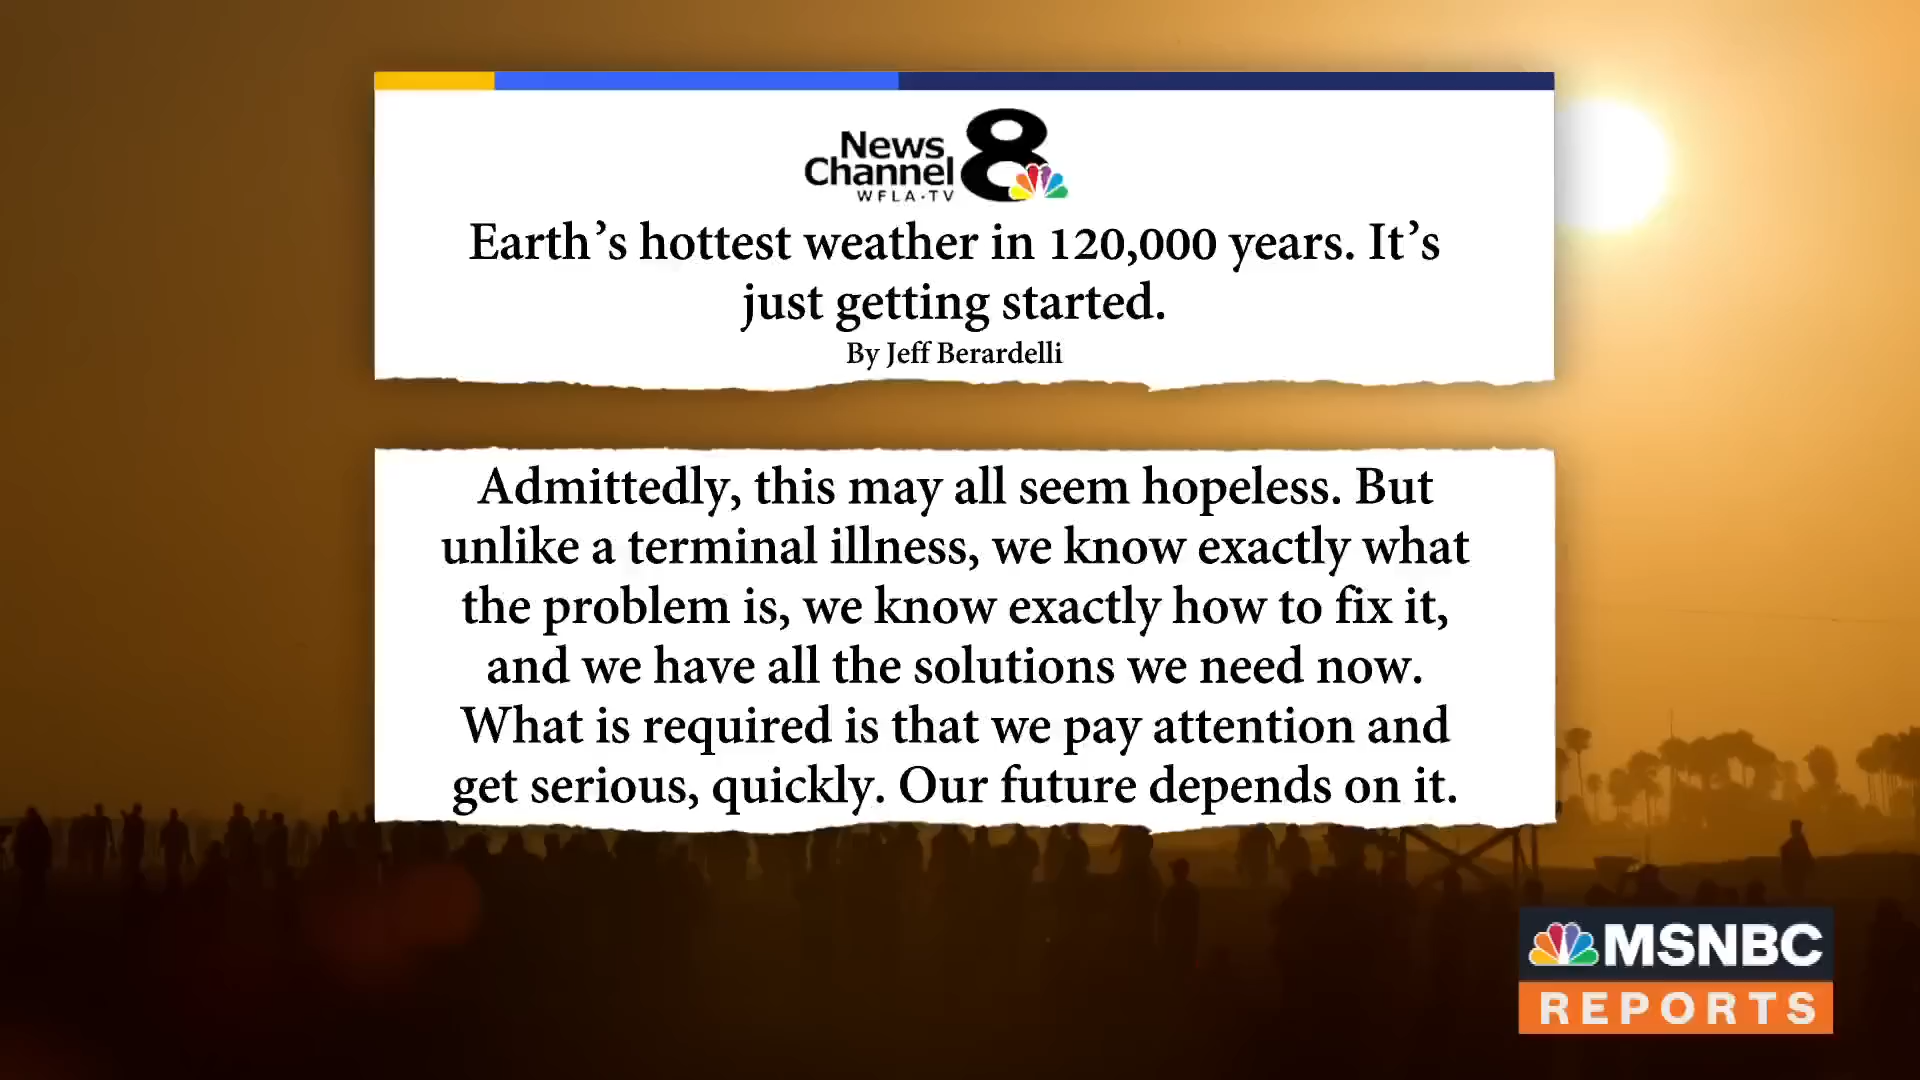 News
Channel 8
WFLA-TV
Earth’s hottest weather in 120,000 years. It’s
just getting started.
By Jeff Berardelli
Admittedly, this may all seem hopeless. But
unlike a terminal illness, we know exactly what
the problem is, we know exactly how to fix it,
and we have all the solutions we need now.
What is required is that we pay attention and
get serious, quickly. Our future depends on it.
MSNBC
REPORTS